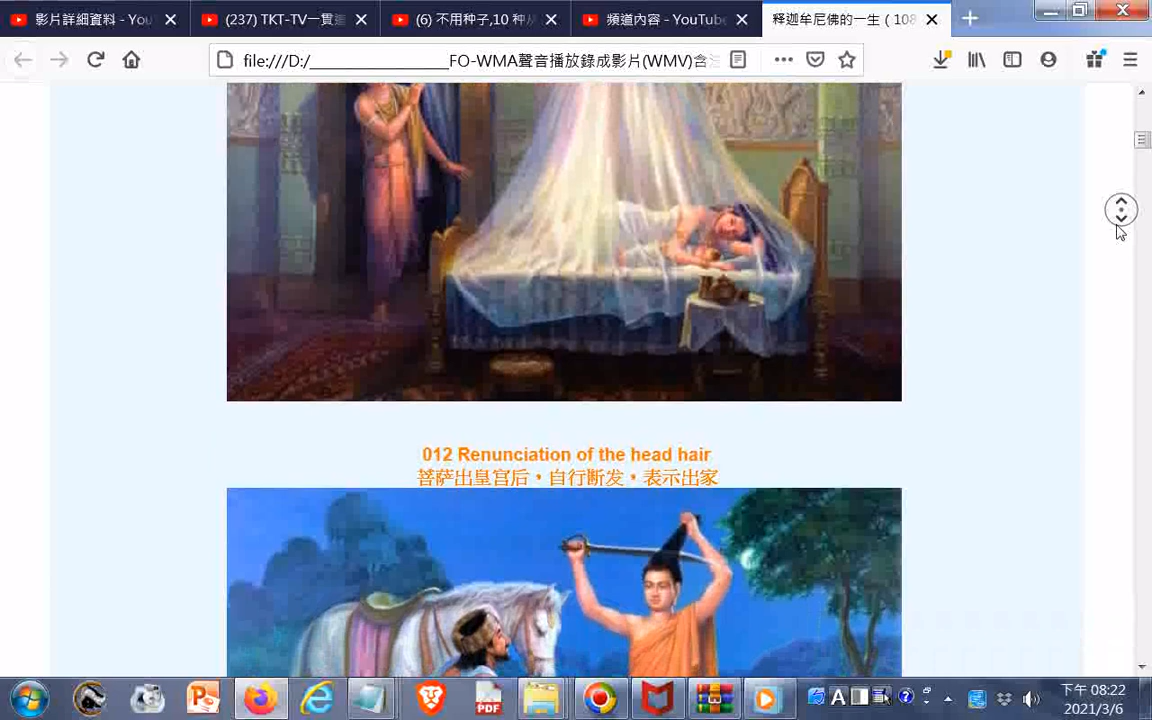 影片詳細資料 - You
(237) TKT-TV一貫道
(6) 不用种子,10 种从
頻道內容 - YouTube
释迦牟尼佛的一生（108
file:///D:/________________FO-WMA聲音播放錄成影片(WMV)含
012 Renunciation of the head hair
菩萨出皇宫后，自行断发，表示出家
PDF
A
下午 08:22
2021/3/6